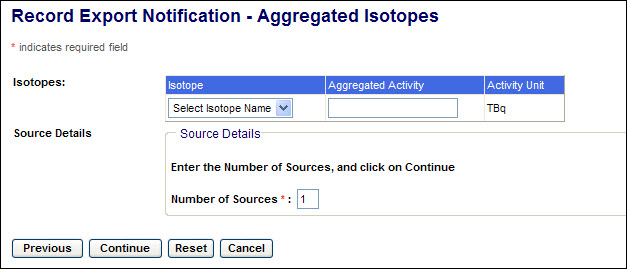 Record Export Notification - Aggregated Isotopes
* indicates required field
Isotopes:
Isotope Aggregated Activity Activity Unit
Select Isotope Name TBq
Source Details Source Details
Enter the Number of Sources, and click on Continue
Number of Sources * : 1
Previous Continue Reset Cancel